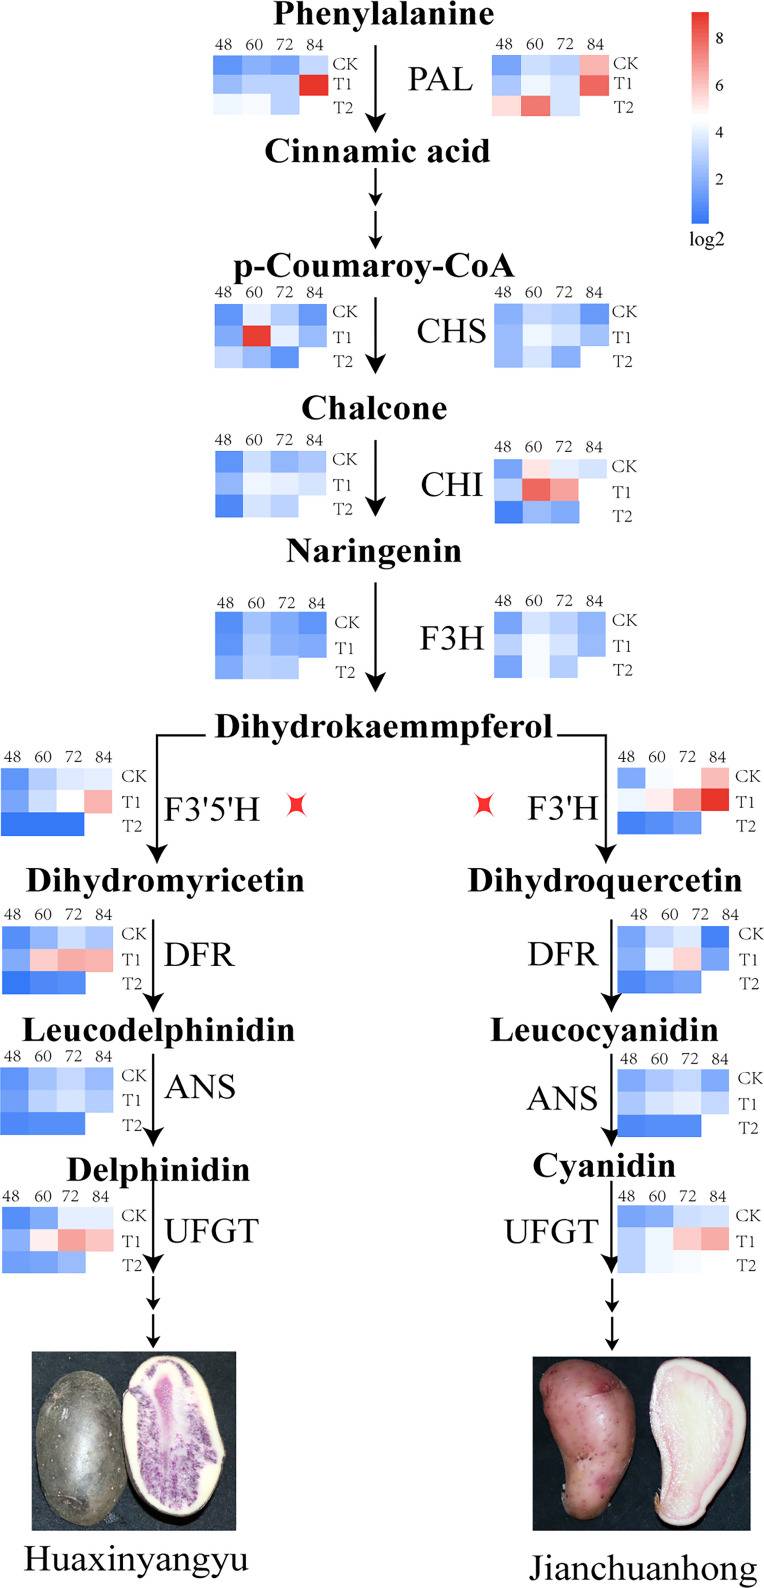 Phenylalanine
48 60 72 84
CK
T1
T2
PAL
48 60 72 84
CK
T1
T2
8
6
4
2
log2
Cinnamic acid
p-Coumaroy-CoA
48 60 72 84
CK
T1
T2
CHS
48 60 72 84
CK
T1
T2
Chalcone
48 60 72 84
CK
T1
T2
CHI
48 60 72 84
CK
T1
T2
Naringenin
48 60 72 84
CK
T1
T2
F3H
48 60 72 84
CK
T1
T2
Dihydrokaemmpferol
48 60 72 84
CK
T1
T2
F3'5'H
F3'H
48 60 72 84
CK
T1
T2
Dihydromyricetin
Dihydroquercetin
48 60 72 84
CK
T1
T2
DFR
DFR
48 60 72 84
CK
T1
T2
Leucodelphinidin
Leucocyanidin
48 60 72 84
CK
T1
T2
ANS
ANS
48 60 72 84
CK
T1
T2
Delphinidin
Cyanidin
48 60 72 84
CK
T1
T2
UFGT
UFGT
48 60 72 84
CK
T1
T2
Huaxinyangyu
Jianchuanhong